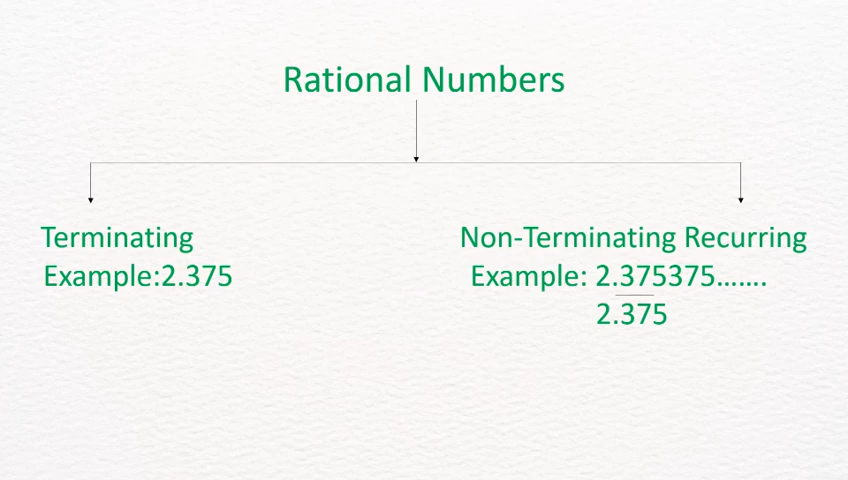 Rational Numbers
Terminating
Example:2.375
Non-Terminating Recurring
Example: 2.375375.......
2.375